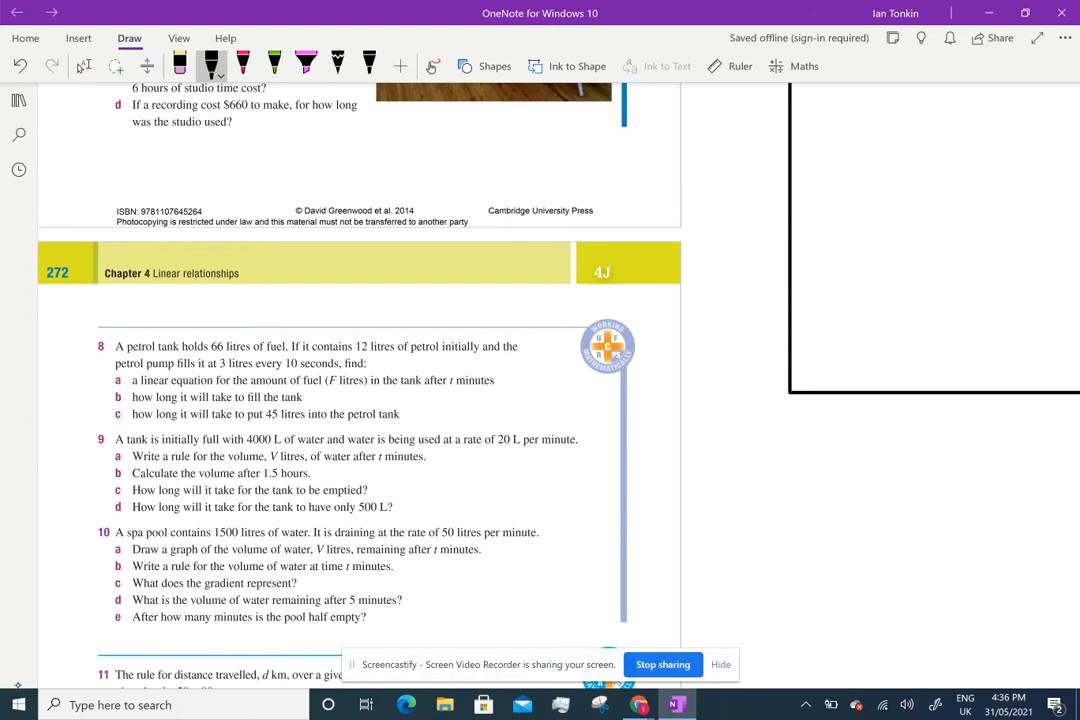 OneNote for Windows 10
Ian Tonkin
Home Insert Draw View Help
Saved offline (sign-in required) Share
Shapes Ink to Shape Ink to Text Ruler Maths
6 hours of studio time cost?
d If a recording cost $660 to make, for how long
was the studio used?
ISBN: 9781107645264 © David Greenwood et al. 2014 Cambridge University Press
Photocopying is restricted under law and this material must not be transferred to another party
272 Chapter 4 Linear relationships 4J
WORKING
U F
C
R PS
MATHEMATICALLY
8 A petrol tank holds 66 litres of fuel. If it contains 12 litres of petrol initially and the
petrol pump fills it at 3 litres every 10 seconds, find:
a a linear equation for the amount of fuel (F litres) in the tank after t minutes
b how long it will take to fill the tank
c how long it will take to put 45 litres into the petrol tank
9 A tank is initially full with 4000 L of water and water is being used at a rate of 20 L per minute.
a Write a rule for the volume, V litres, of water after t minutes.
b Calculate the volume after 1.5 hours.
c How long will it take for the tank to be emptied?
d How long will it take for the tank to have only 500 L?
10 A spa pool contains 1500 litres of water. It is draining at the rate of 50 litres per minute.
a Draw a graph of the volume of water, V litres, remaining after t minutes.
b Write a rule for the volume of water at time t minutes.
c What does the gradient represent?
d What is the volume of water remaining after 5 minutes?
e After how many minutes is the pool half empty?
Screencastify - Screen Video Recorder is sharing your screen. Stop sharing Hide
11 The rule for distance travelled, d km, over a give
Type here to search
ENG
UK
4:36 PM
31/05/2021
2